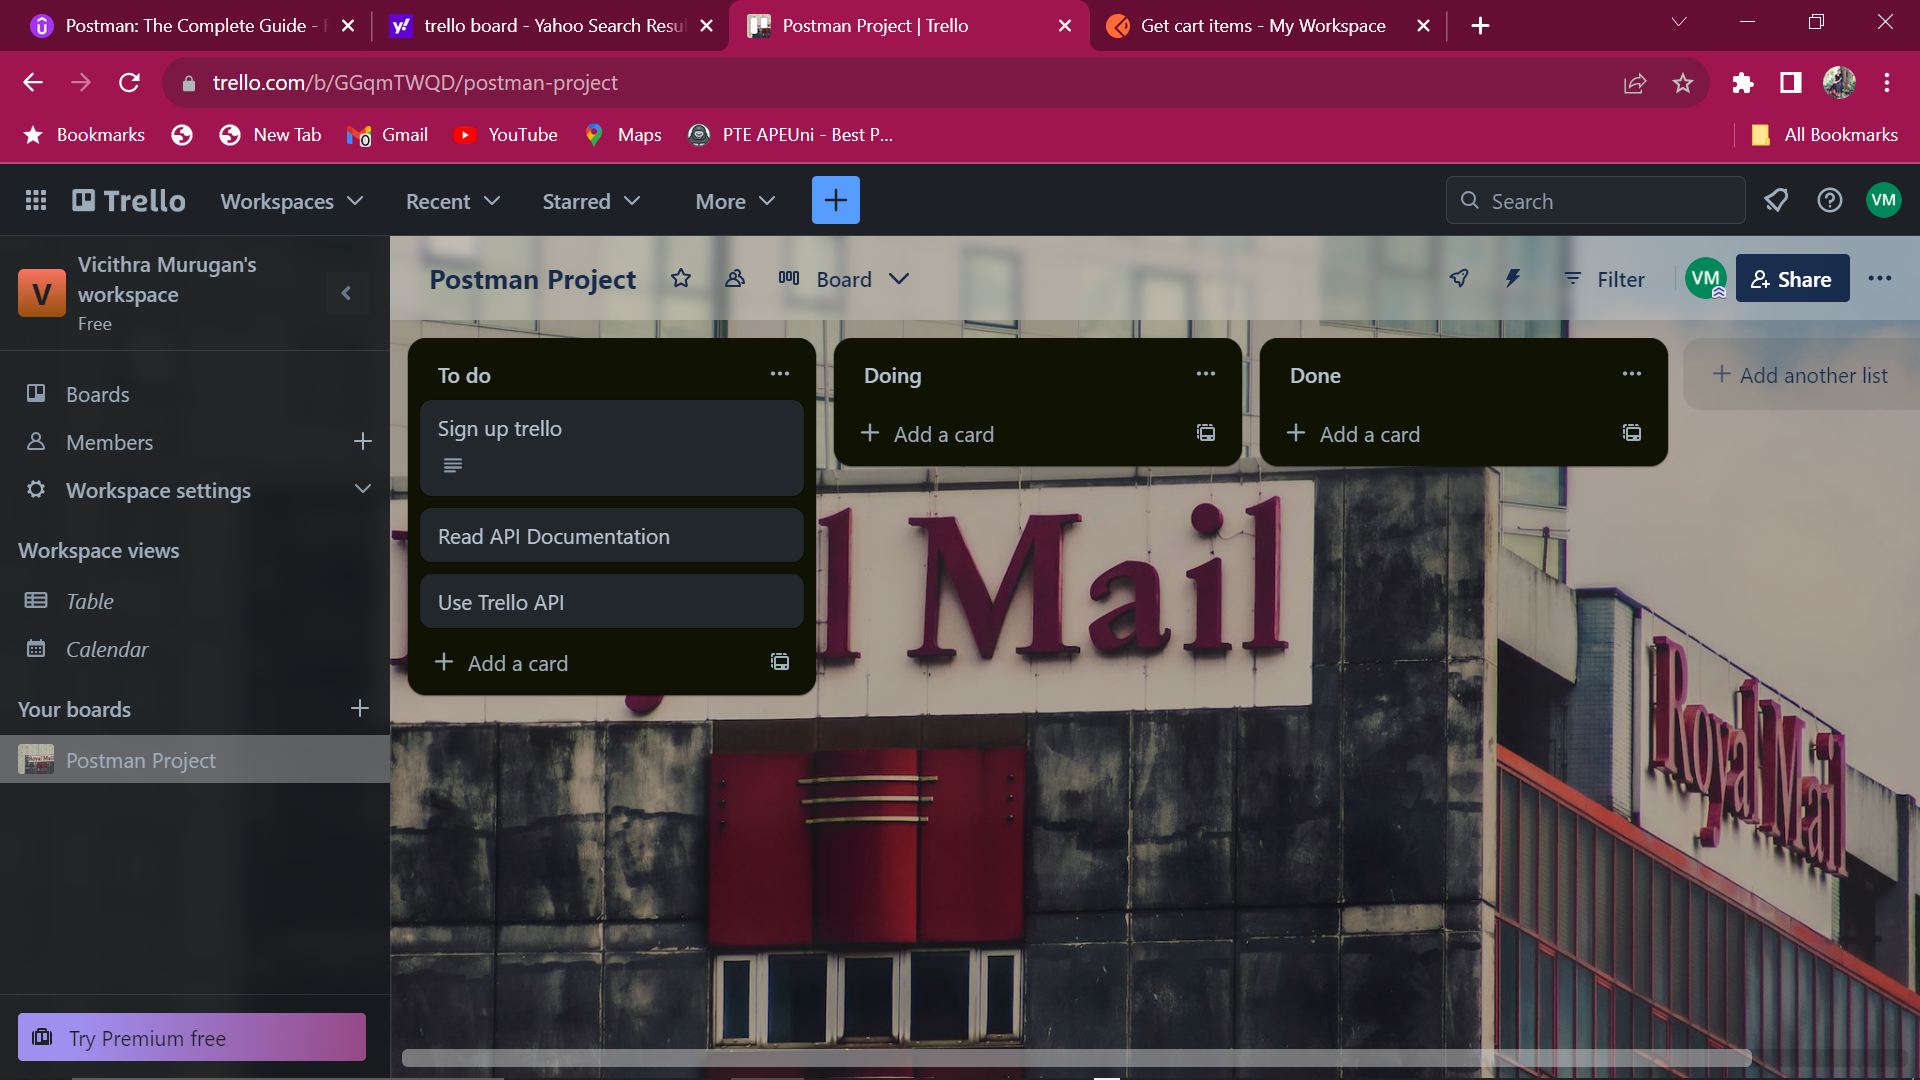 Postman: The Complete Guide -
trello board - Yahoo Search Resu
Postman Project | Trello
Get cart items - My Workspace
trello.com/b/GGqmTWQD/postman-project
Bookmarks
New Tab
Gmail
YouTube
Maps
PTE APEUni - Best P...
All Bookmarks
Trello
Workspaces
Recent
Starred
More
Search
VM
V
Vicithra Murugan's
workspace
Free
Postman Project
Board
Filter
VM
Share
Boards
Members
Workspace settings
Workspace views
Table
Calendar
Your boards
Postman Project
Try Premium free
To do
Sign up trello
Read API Documentation
Use Trello API
Add a card
Doing
Add a card
Done
Add a card
Add another list
l Mail
Royal Mail